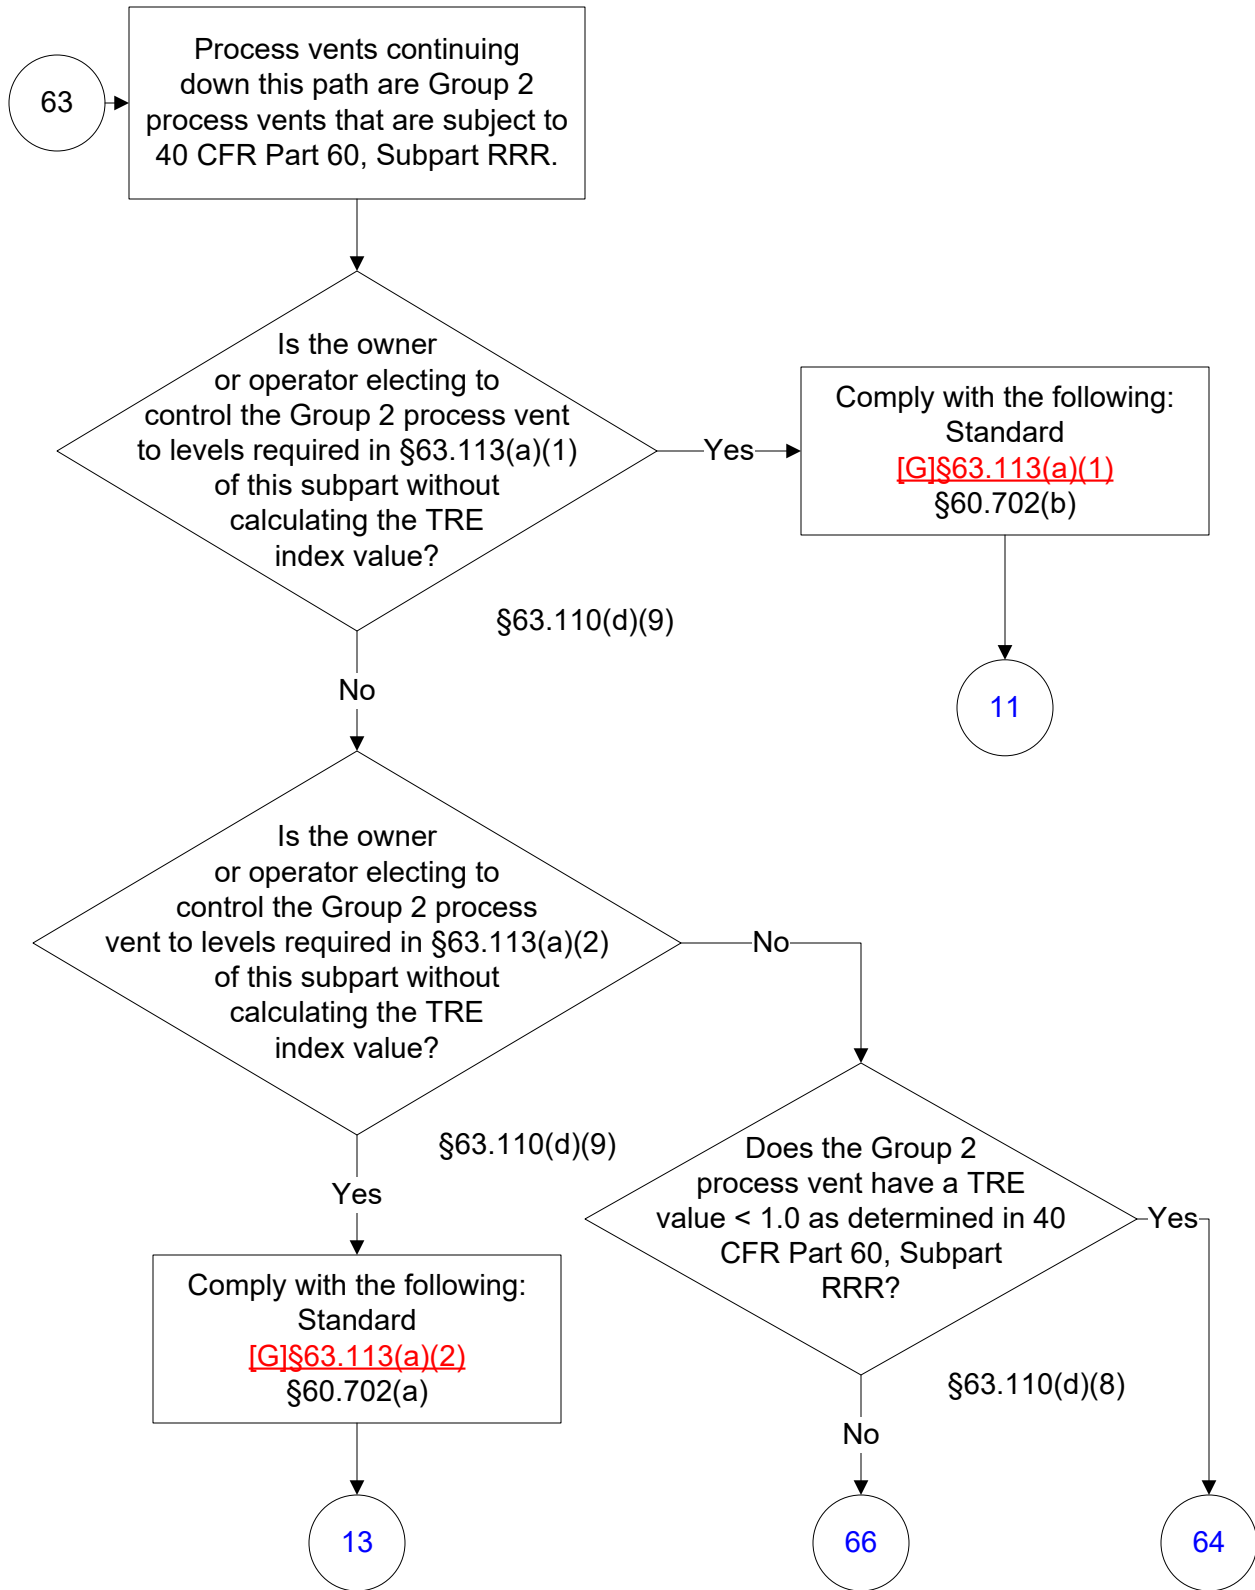 Process vents continuing
down this path are Group 2
process vents that are subject to
40 CFR Part 60, Subpart RRR.
63
Is the owner
or operator electing to
control the Group 2 process vent
to levels required in §63.113(a)(1)
of this subpart without
calculating the TRE
index value?
Yes
Comply with the following:
Standard
[G]§63.113(a)(1)
§60.702(b)
§63.110(d)(9)
No
11
Is the owner
or operator electing to
control the Group 2 process
vent to levels required in §63.113(a)(2)
of this subpart without
calculating the TRE
index value?
No
§63.110(d)(9)
Yes
Does the Group 2
process vent have a TRE
value < 1.0 as determined in 40
CFR Part 60, Subpart
RRR?
Yes
Comply with the following:
Standard
[G]§63.113(a)(2)
§60.702(a)
§63.110(d)(8)
No
13
66
64